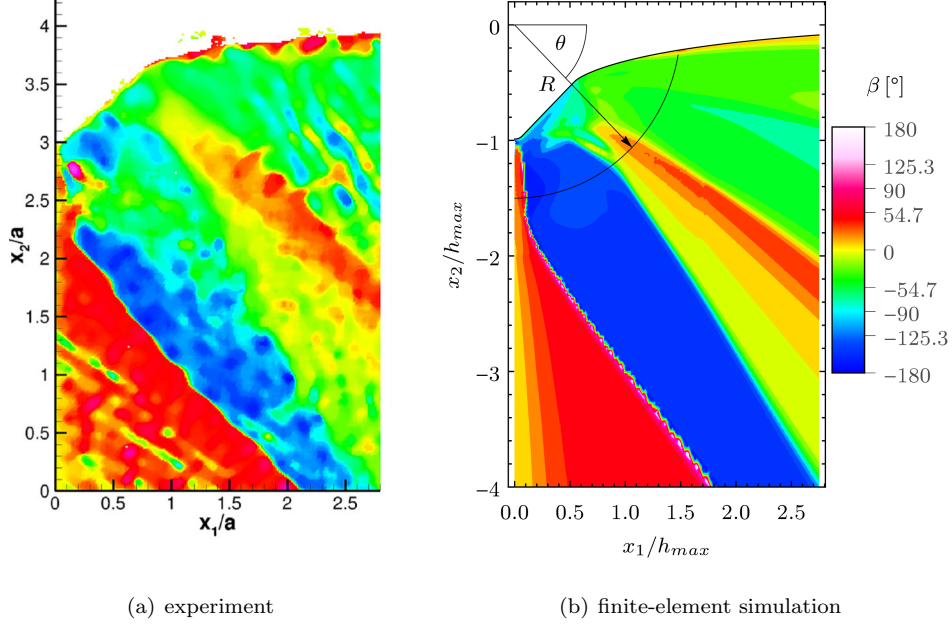 4
3.5
3
2.5
2
1.5
1
0.5
0
x₂/a
0 0.5 1 1.5 2 2.5
x₁/a
(a) experiment
0
−1
−2
−3
−4
x₂/hₘₐₓ
θ
R
0.0 0.5 1.0 1.5 2.0 2.5
x₁/hₘₐₓ
β [°]
180
125.3
90
54.7
0
−54.7
−90
−125.3
−180
(b) finite-element simulation